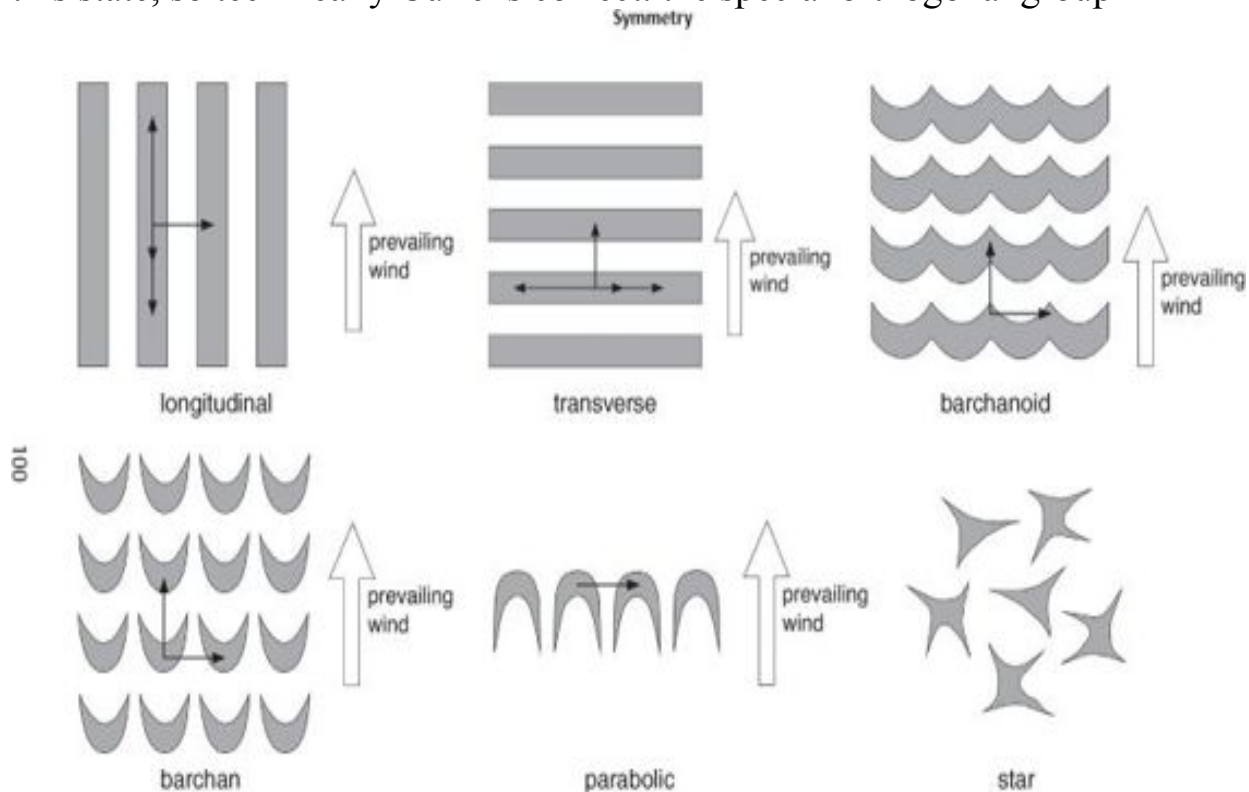 Symmetry
prevailing
wind
prevailing
wind
prevailing
wind
longitudinal
transverse
barchanoid
100
prevailing
wind
prevailing
wind
barchan
parabolic
star